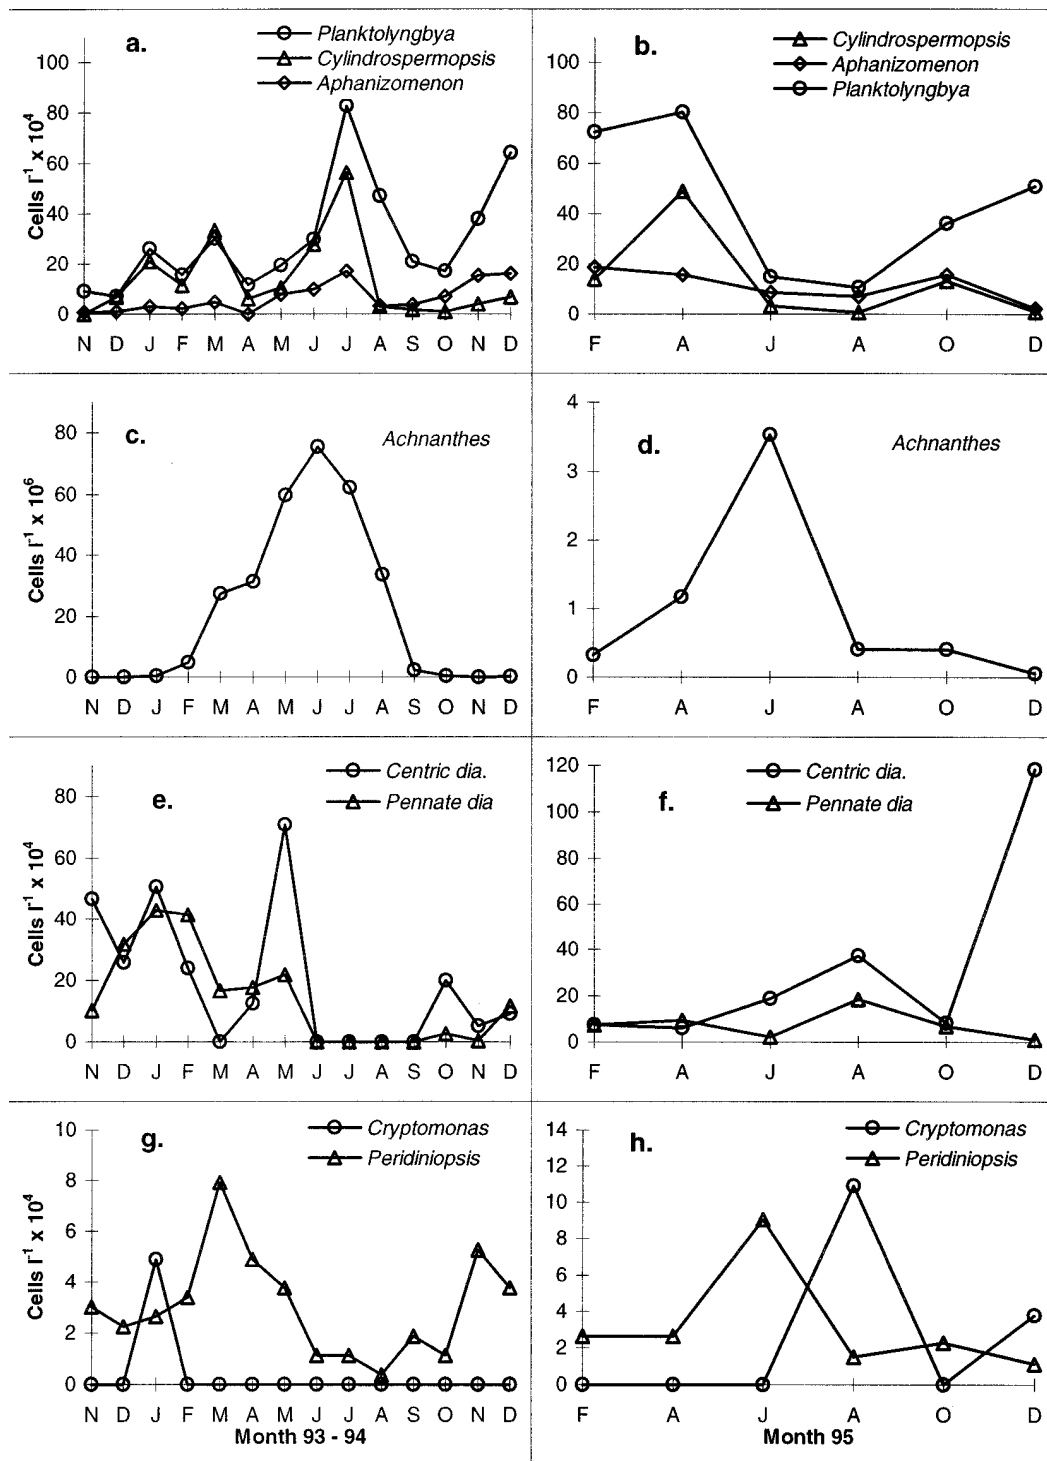 a.
Planktolyngbya
Cylindrospermopsis
Aphanizomenon
Cells l⁻¹ x 10⁴
100
80
60
40
20
0
N D J F M A M J J A S O N D
b.
Cylindrospermopsis
Aphanizomenon
Planktolyngbya
100
80
60
40
20
0
F A J A O D
c.
Achnanthes
Cells l⁻¹ x 10⁶
80
60
40
20
0
N D J F M A M J J A S O N D
d.
Achnanthes
4
3
2
1
0
F A J A O D
e.
Centric dia.
Pennate dia
Cells l⁻¹ x 10⁴
80
60
40
20
0
N D J F M A M J J A S O N D
f.
Centric dia.
Pennate dia
120
100
80
60
40
20
0
F A J A O D
g.
Cryptomonas
Peridiniopsis
Cells l⁻¹ x 10⁴
10
8
6
4
2
0
N D J F M A M J J A S O N D
Month 93 - 94
h.
Cryptomonas
Peridiniopsis
14
12
10
8
6
4
2
0
F A J A O D
Month 95